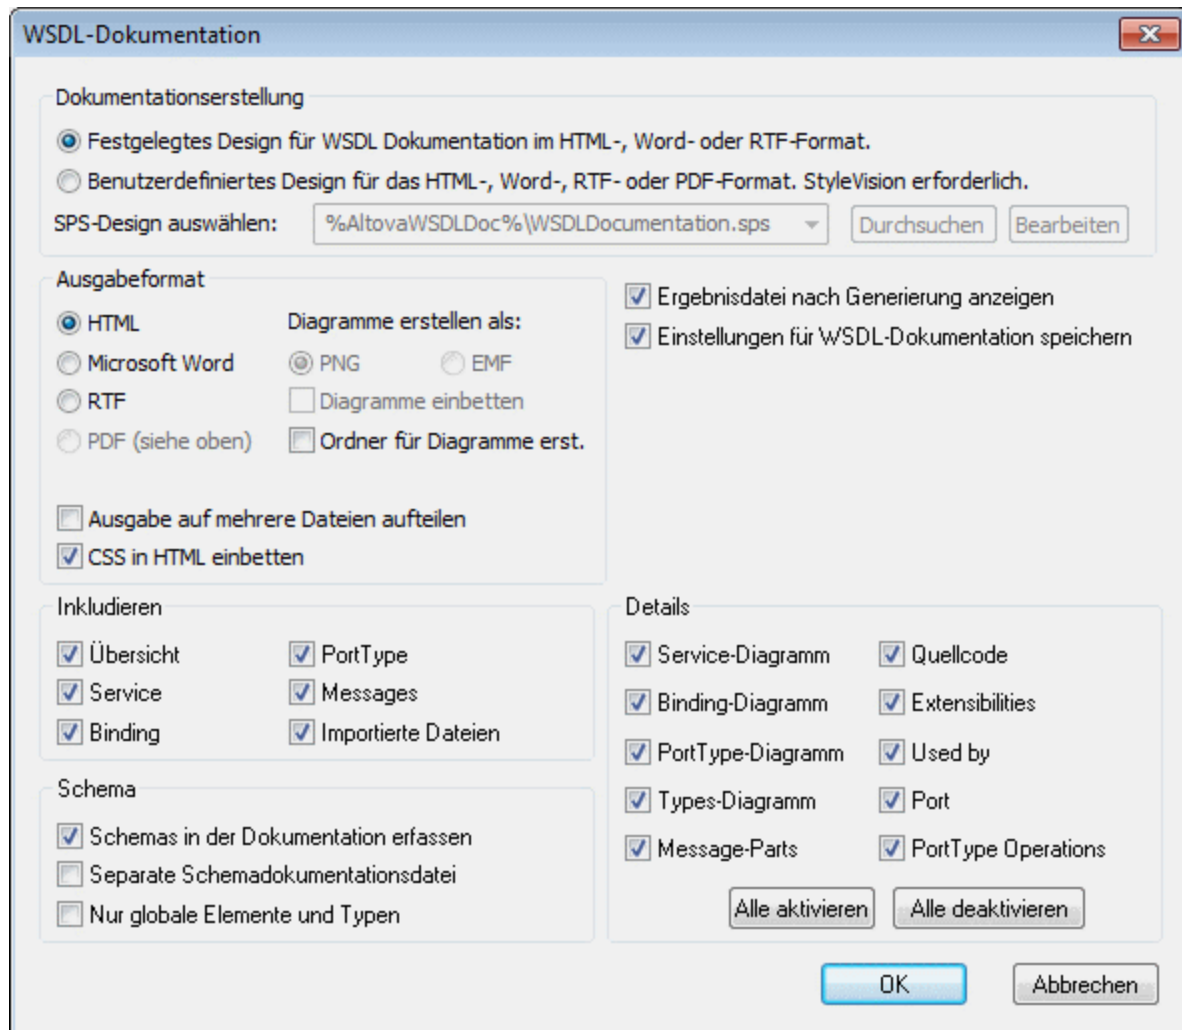 WSDL-Dokumentation
Dokumentationserstellung
Festgelegtes Design für WSDL Dokumentation im HTML-, Word- oder RTF-Format.
Benutzerdefiniertes Design für das HTML-, Word-, RTF- oder PDF-Format. StyleVision erforderlich.
SPS-Design auswählen: %AltovaWSDLDoc%\WSDLDocumentation.sps Durchsuchen Bearbeiten
Ausgabeformat
HTML Diagramme erstellen als:
Microsoft Word PNG EMF
RTF Diagramme einbetten
PDF (siehe oben) Ordner für Diagramme erst.
Ausgabe auf mehrere Dateien aufteilen
CSS in HTML einbetten
Ergebnisdatei nach Generierung anzeigen
Einstellungen für WSDL-Dokumentation speichern
Inkludieren
Übersicht PortType
Service Messages
Binding Importierte Dateien
Schema
Schemas in der Dokumentation erfassen
Separate Schemadokumentationsdatei
Nur globale Elemente und Typen
Details
Service-Diagramm Quellcode
Binding-Diagramm Extensibilities
PortType-Diagramm Used by
Types-Diagramm Port
Message-Parts PortType Operations
Alle aktivieren Alle deaktivieren
OK Abbrechen